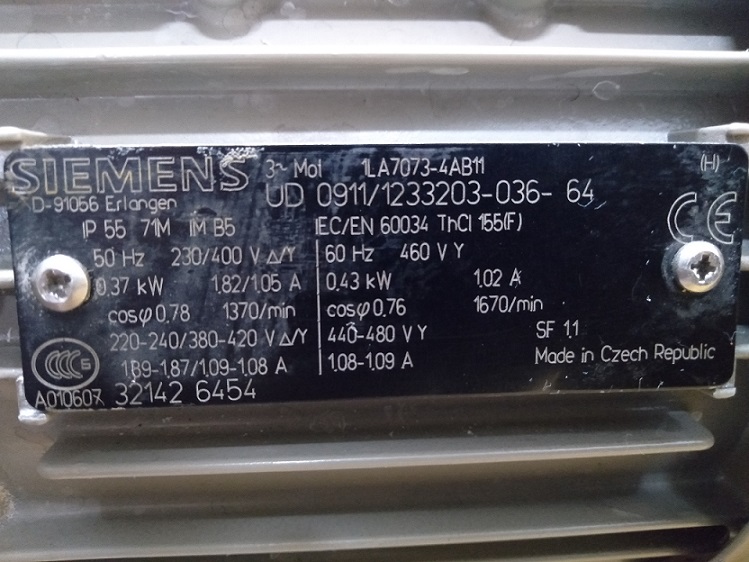 SIEMENS 3~ Mot 1LA7073-4AB11 (H)
D-91056 Erlangen UD 0911/1233203-036-64
IP 55 71M IM B5 IEC/EN 60034 ThCl 155(F) CE
50 Hz 230/400 V Δ/Y 60 Hz 460 V Y
0.37 kW 1.82/1.05 A 0.43 kW 1.02 A
cosφ 0.78 1370/min cosφ 0.76 1670/min
220-240/380-420 V Δ/Y 440-480 V Y SF 1.1
1.89-1.87/1.09-1.08 A 1.08-1.09 A Made in Czech Republic
CCC S
A010607 32142 6454